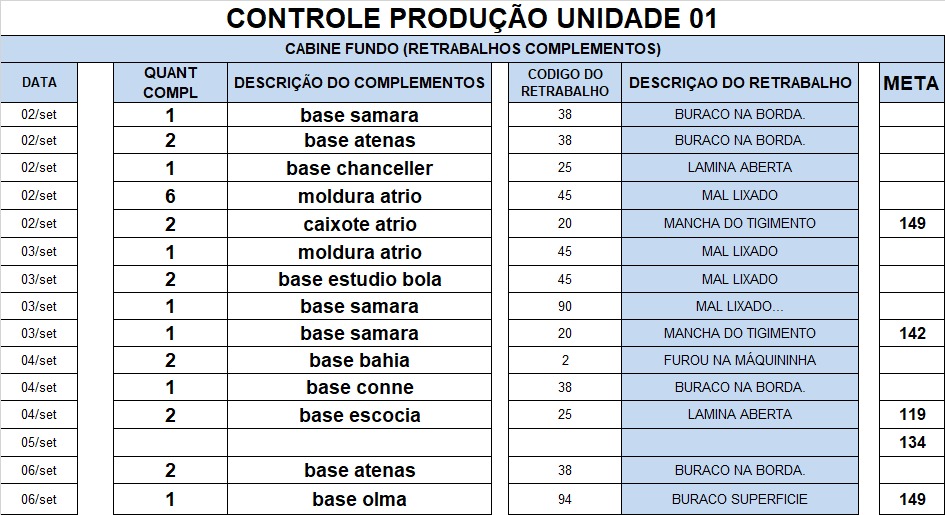 CONTROLE PRODUÇÃO UNIDADE 01
CABINE FUNDO (RETRABALHOS COMPLEMENTOS)
DATA QUANT COMPL DESCRIÇÃO DO COMPLEMENTOS CODIGO DO RETRABALHO DESCRIÇAO DO RETRABALHO META
02/set 1 base samara 38 BURACO NA BORDA.
02/set 2 base atenas 38 BURACO NA BORDA.
02/set 1 base chanceller 25 LAMINA ABERTA
02/set 6 moldura atrio 45 MAL LIXADO
02/set 2 caixote atrio 20 MANCHA DO TIGIMENTO 149
03/set 1 moldura atrio 45 MAL LIXADO
03/set 2 base estudio bola 45 MAL LIXADO
03/set 1 base samara 90 MAL LIXADO...
03/set 1 base samara 20 MANCHA DO TIGIMENTO 142
04/set 2 base bahia 2 FUROU NA MÁQUININHA
04/set 1 base conne 38 BURACO NA BORDA.
04/set 2 base escocia 25 LAMINA ABERTA 119
05/set 134
06/set 2 base atenas 38 BURACO NA BORDA.
06/set 1 base olma 94 BURACO SUPERFICIE 149